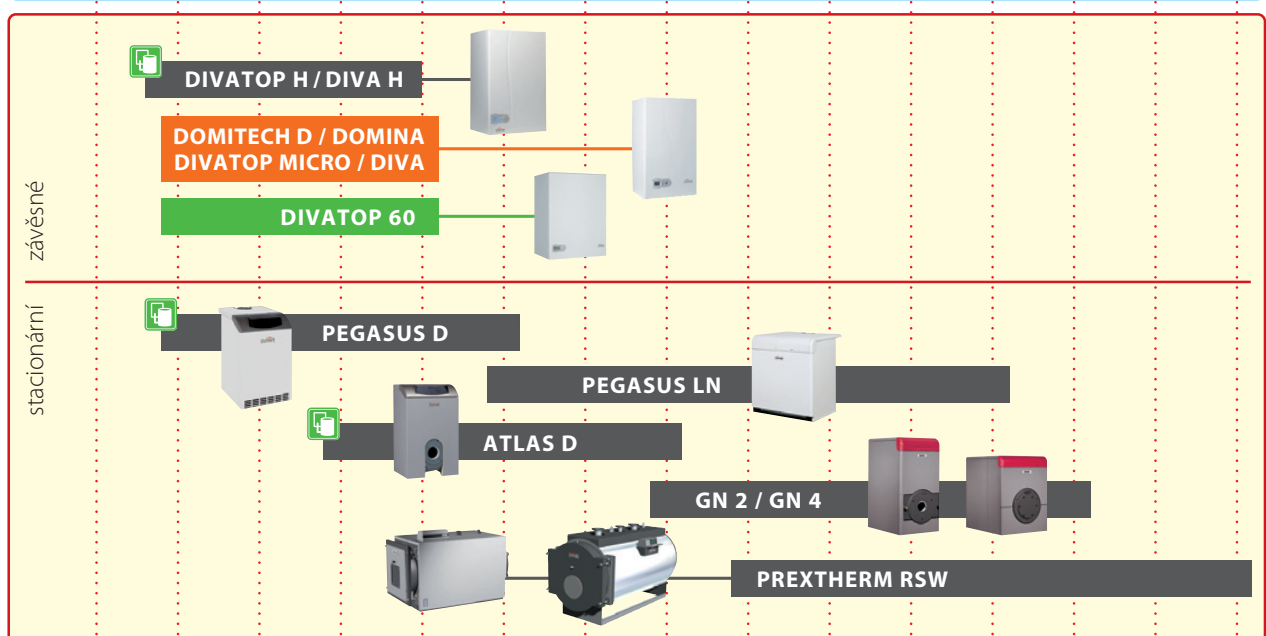 závěsné
DIVATOP H / DIVA H
DOMITECH D / DOMINA
DIVATOP MICRO / DIVA
DIVATOP 60
stacionární
PEGASUS D
PEGASUS LN
ATLAS D
GN 2 / GN 4
PREXTHERM RSW